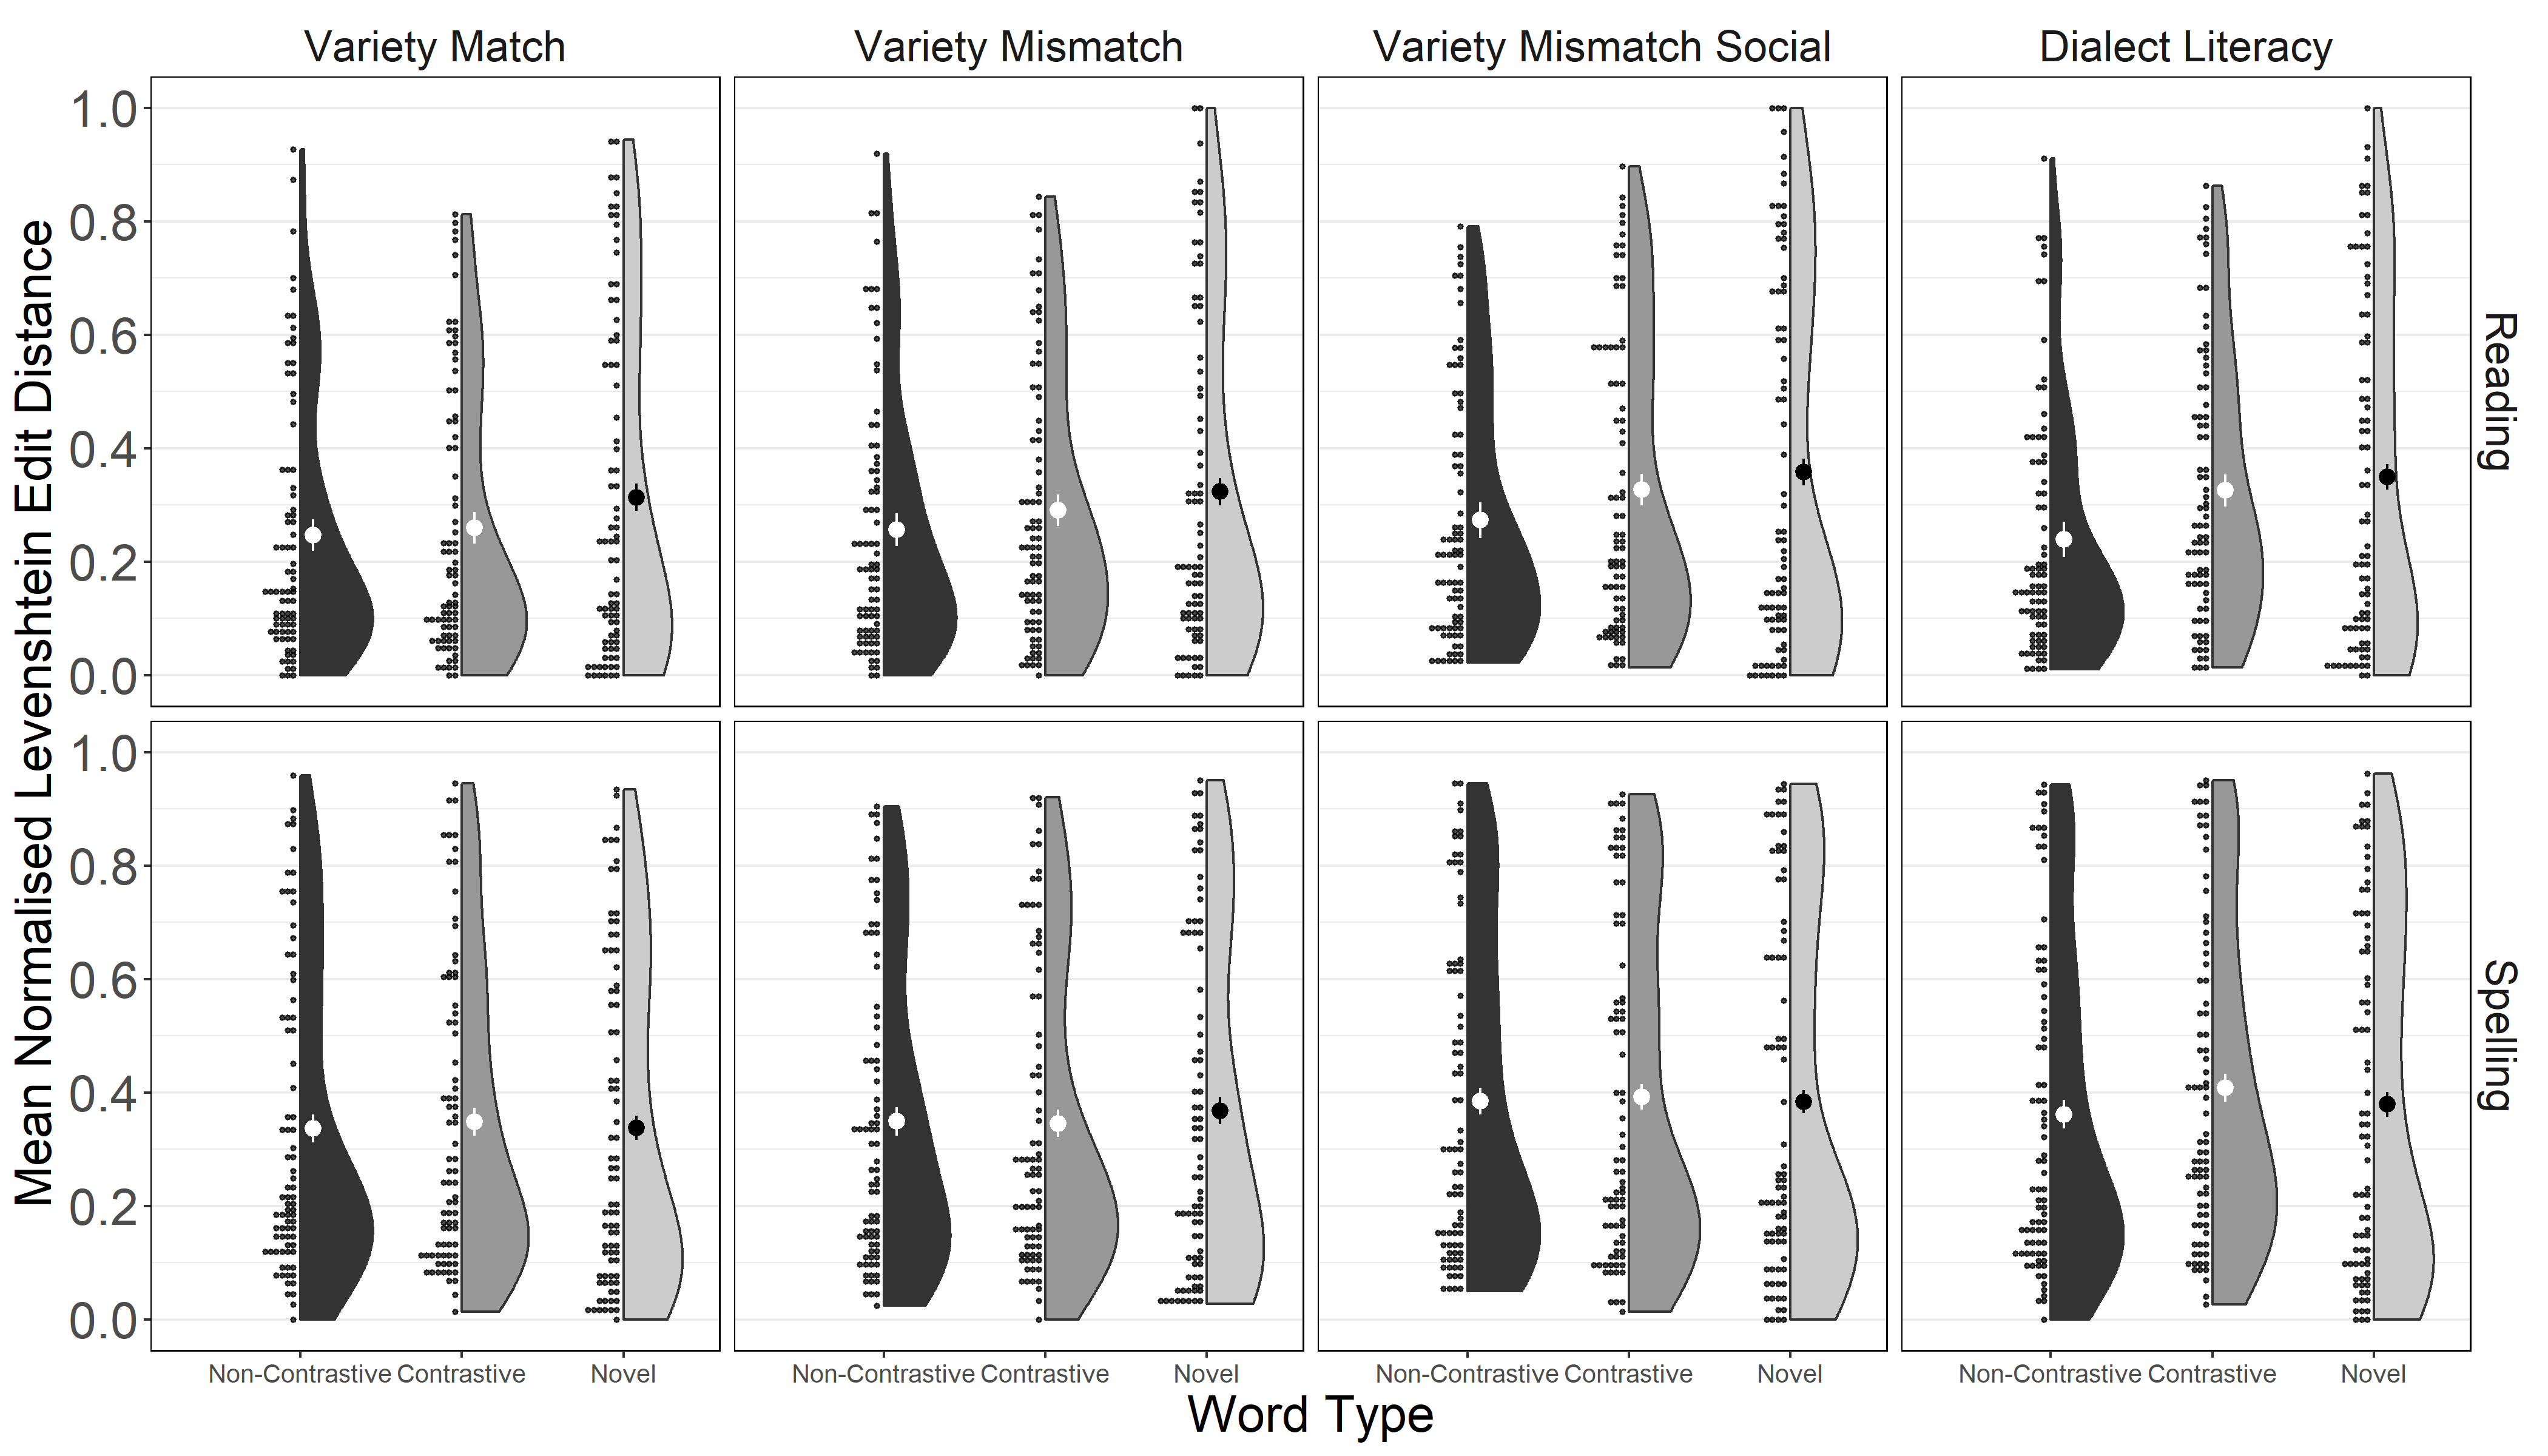 Variety Match
Variety Mismatch
Variety Mismatch Social
Dialect Literacy
Mean Normalised Levenshtein Edit Distance
1.0
0.8
0.6
0.4
0.2
0.0
Reading
1.0
0.8
0.6
0.4
0.2
0.0
Spelling
Non-Contrastive Contrastive Novel
Non-Contrastive Contrastive Novel
Non-Contrastive Contrastive Novel
Non-Contrastive Contrastive Novel
Word Type